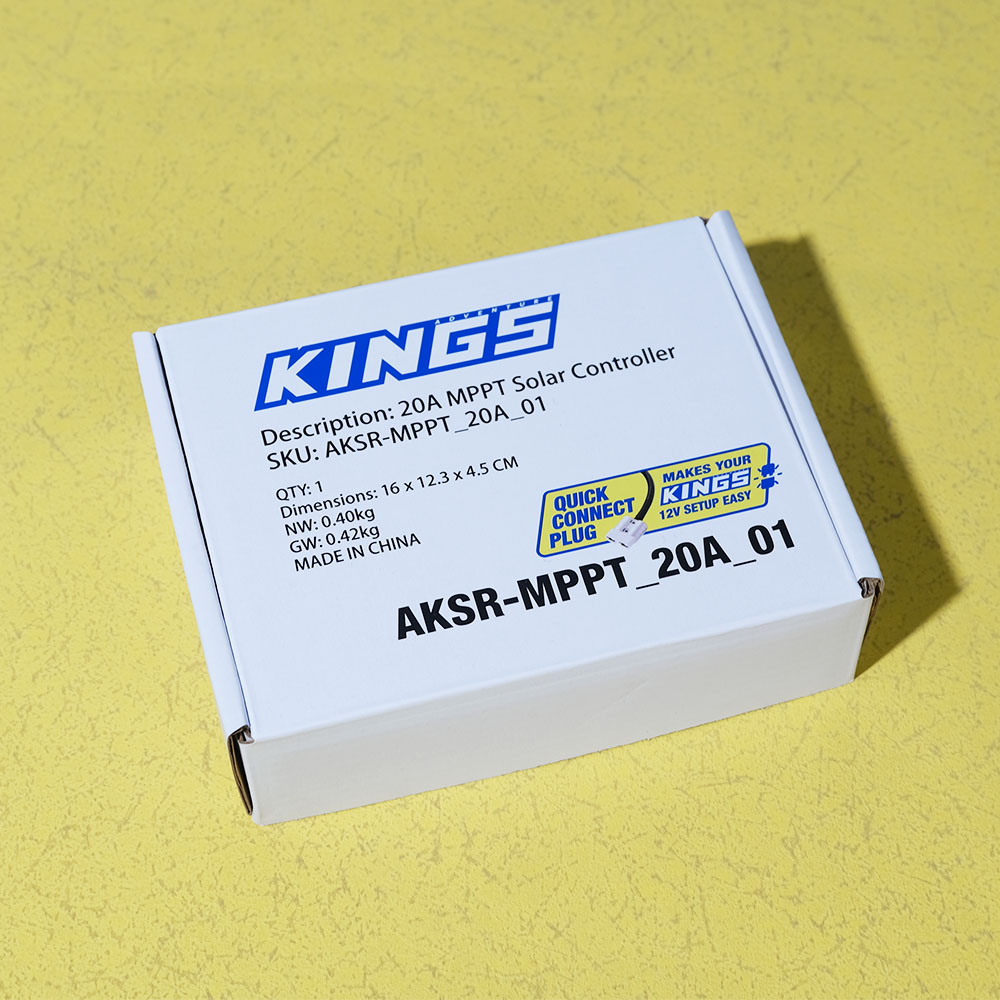 ADVENTURE
KINGS
Description: 20A MPPT Solar Controller
SKU: AKSR-MPPT_20A_01
QTY: 1
Dimensions: 16 x 12.3 x 4.5 CM
NW: 0.40kg
GW: 0.42kg
MADE IN CHINA
QUICK
CONNECT
PLUG
MAKES YOUR
KINGS
12V SETUP EASY
AKSR-MPPT_20A_01